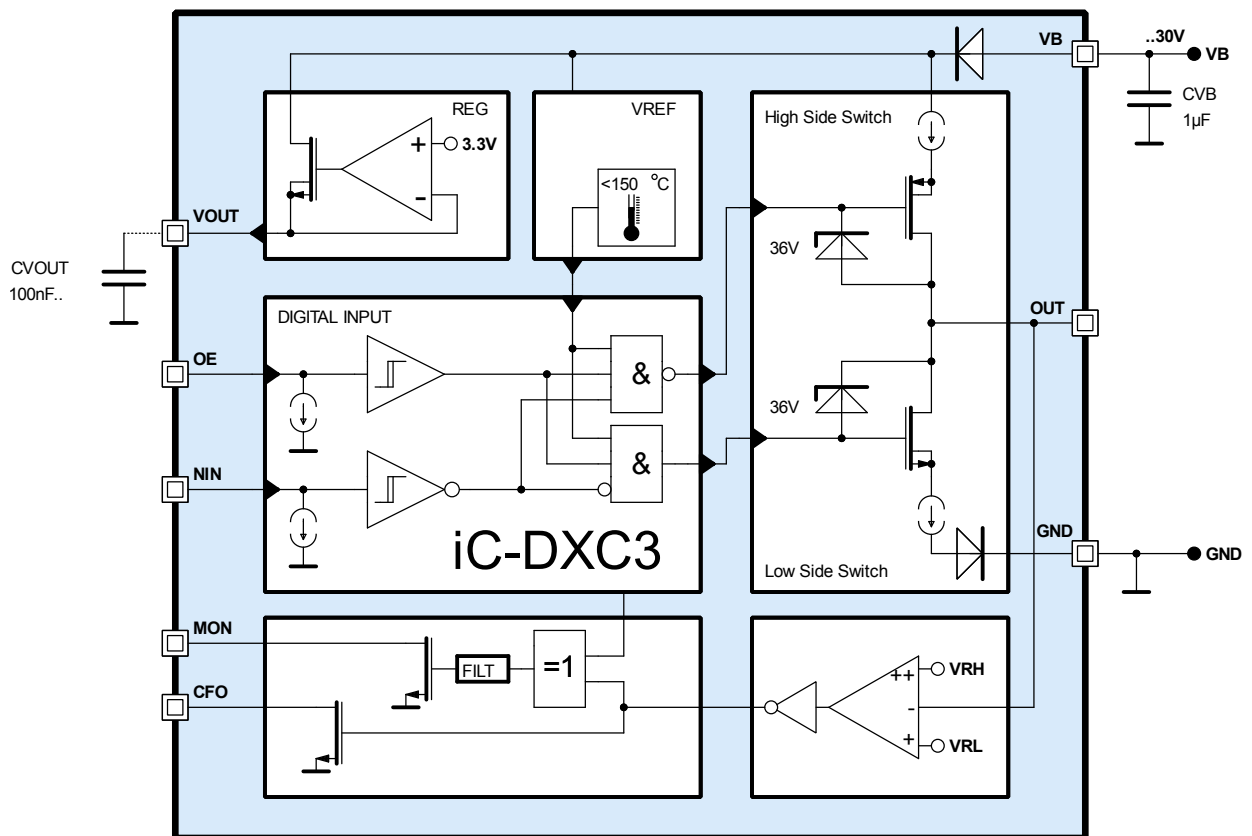 VB
..30V
VB
CVB
1µF
REG
+
3.3V
-
VREF
<150 °C
High Side Switch
36V
VOUT
CVOUT
100nF..
DIGITAL INPUT
OE
&
NIN
&
iC-DXC3
OUT
36V
GND
GND
Low Side Switch
MON
FILT
=1
CFO
++
VRH
-
+
VRL